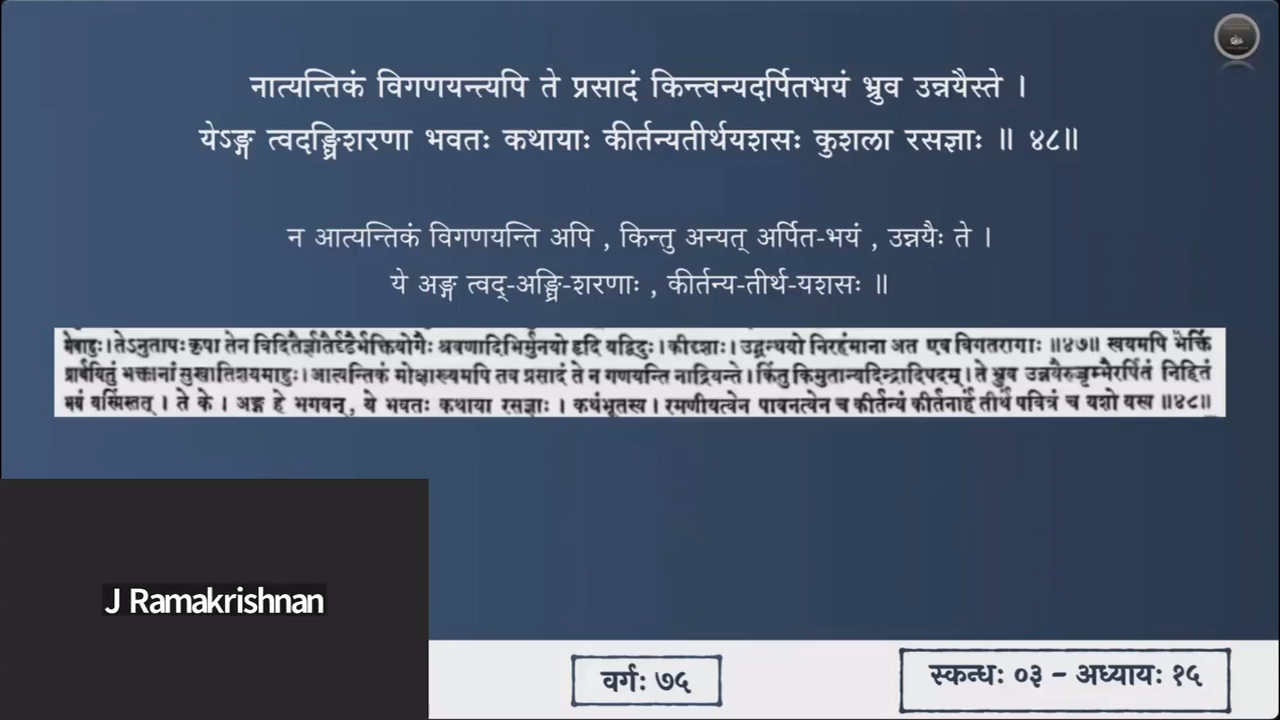 नात्यन्तिकं विगणयन्त्यपि ते प्रसादं किन्त्वन्यदर्पितभयं भ्रुव उन्नयैस्ते ।
येऽङ्ग त्वदङ्घ्रिशरणा भवतः कथायाः कीर्तन्यतीर्थयशसः कुशला रसज्ञाः ॥ ४८॥
न आत्यन्तिकं विगणयन्ति अपि , किन्तु अन्यत् अर्पित-भयं , उन्नयैः ते ।
ये अङ्ग त्वद्-अङ्घ्रि-शरणाः , कीर्तन्य-तीर्थ-यशसः ॥
मेवाहुः । तेऽनुतापः कृपा तेन विदितैर्ज्ञातैर्दृढैर्भक्तियोगैः श्रवणादिभिर्मुनयो हृदि यद्विदुः । कीदृशाः । उद्ग्रन्थयो निरहंमाना अत एव विगतरागाः ॥४७॥ स्वयमपि भक्तिं
प्रार्थयितुं भक्तानां सुखातिशयमाहुः । आत्यन्तिकं मोक्षाख्यमपि तव प्रसादं ते न गणयन्ति नाद्रियन्ते । किंतु किमुतान्यदिन्द्रादिपदम् । ते भ्रुव उन्नयैरुज्जृम्भैरर्पितं निहितं
भयं यस्मिंस्तत् । ते के । अङ्ग हे भगवन्, ये भवतः कथाया रसज्ञाः । कथंभूतस्य । रमणीयत्वेन पावनत्वेन च कीर्तन्यं कीर्तनार्हं तीर्थं पवित्रं च यशो यस्य ॥४८॥
J Ramakrishnan
वर्गः ७५
स्कन्धः ०३ - अध्यायः १५